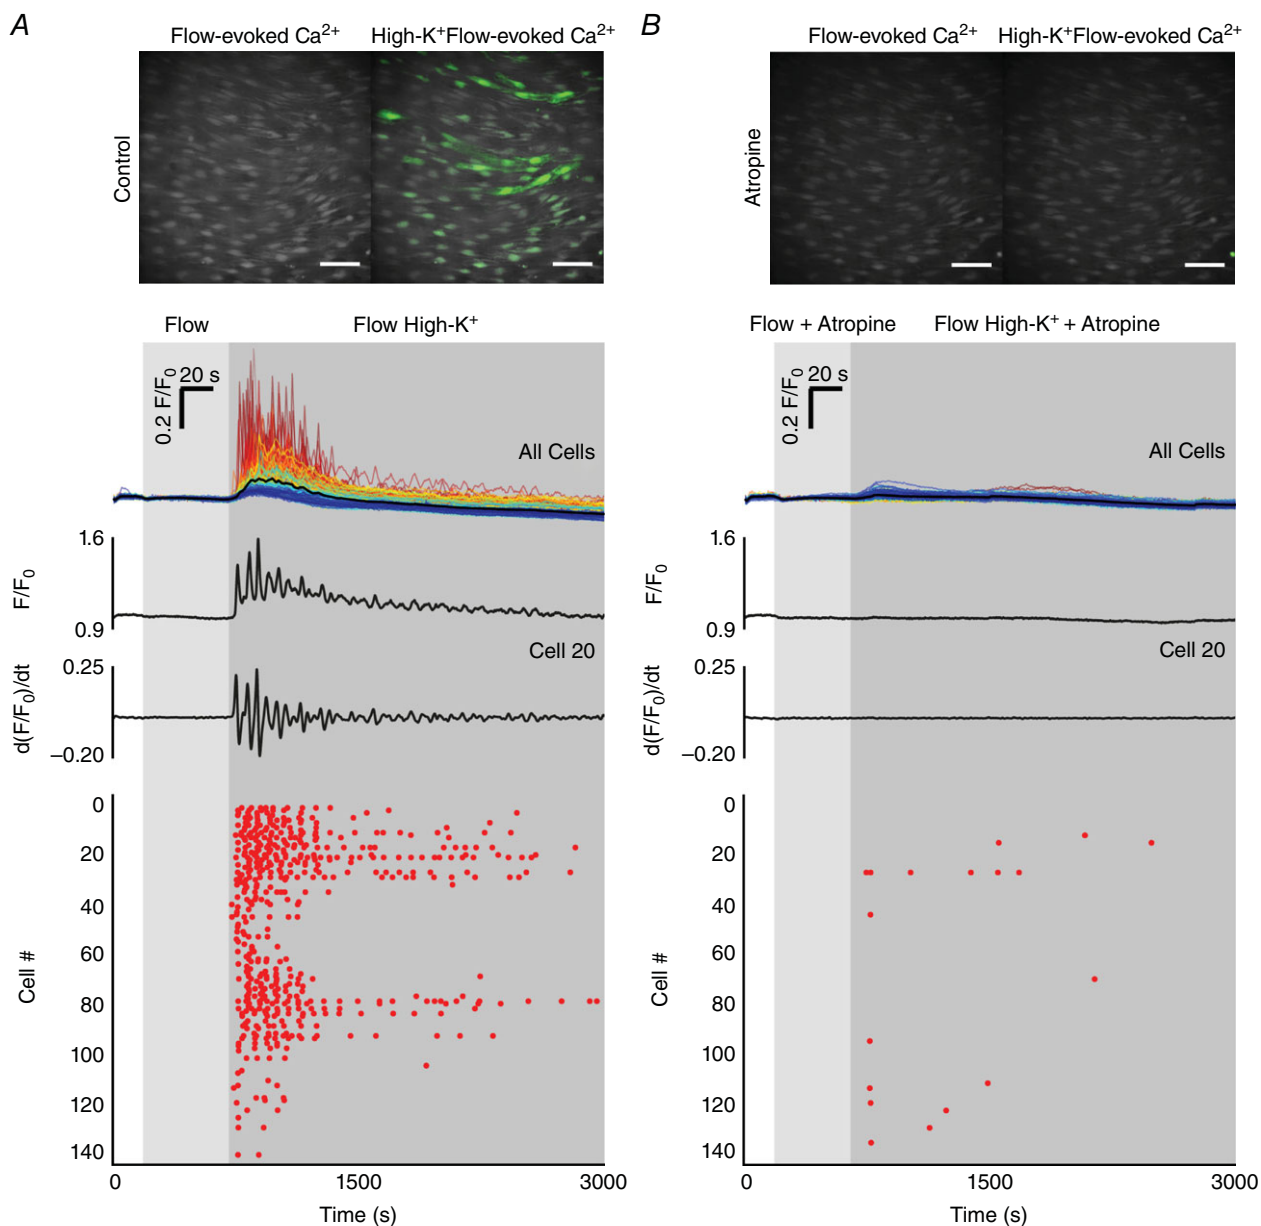 A
Flow-evoked Ca2+
High-K+Flow-evoked Ca2+
Control
Flow
Flow High-K+
0.2 F/F0
20 s
All Cells
1.6
F/F0
0.9
Cell 20
0.25
d(F/F0)/dt
–0.20
0
20
40
60
80
100
120
140
Cell #
0
1500
3000
Time (s)
B
Flow-evoked Ca2+
High-K+Flow-evoked Ca2+
Atropine
Flow + Atropine
Flow High-K+ + Atropine
0.2 F/F0
20 s
All Cells
1.6
F/F0
0.9
Cell 20
0.25
d(F/F0)/dt
–0.20
0
20
40
60
80
100
120
140
Cell #
0
1500
3000
Time (s)